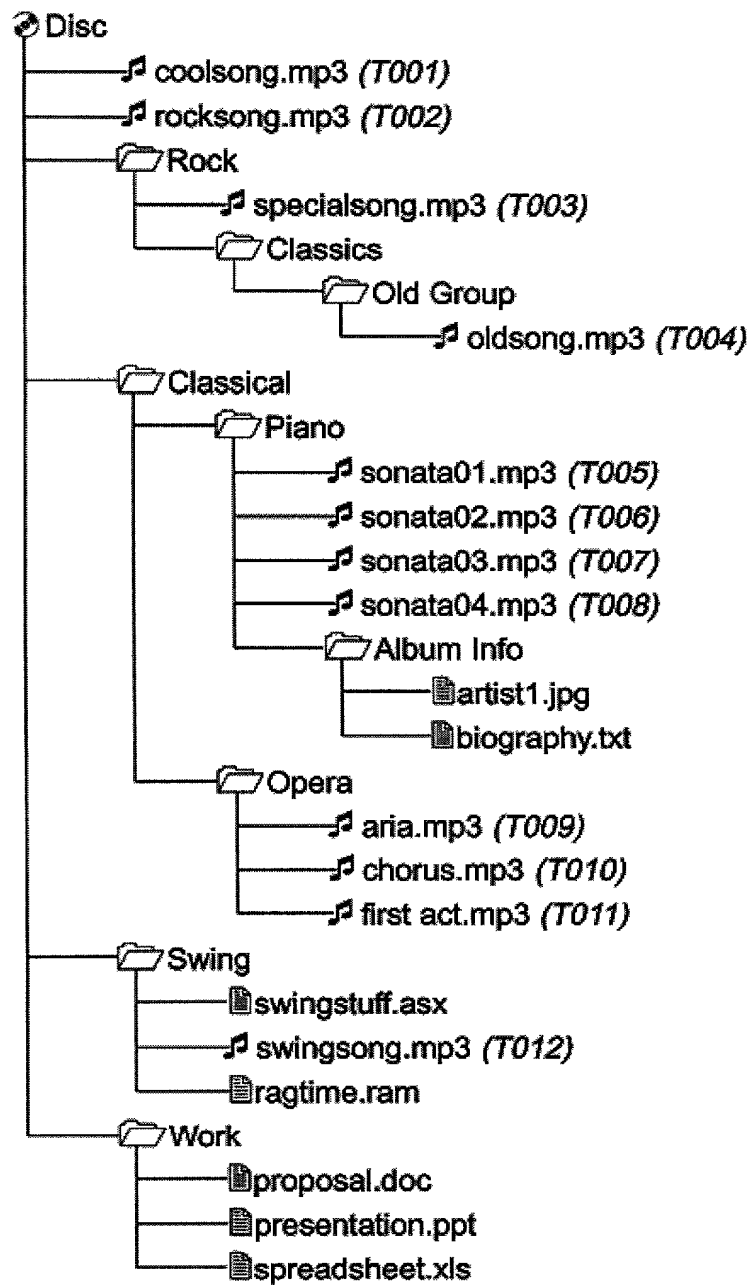 Disc
coolsong.mp3 (T001)
rocksong.mp3 (T002)
Rock
specialsong.mp3 (T003)
Classics
Old Group
oldsong.mp3 (T004)
Classical
Piano
sonata01.mp3 (T005)
sonata02.mp3 (T006)
sonata03.mp3 (T007)
sonata04.mp3 (T008)
Album Info
artist1.jpg
biography.txt
Opera
aria.mp3 (T009)
chorus.mp3 (T010)
first act.mp3 (T011)
Swing
swingstuff.asx
swingsong.mp3 (T012)
ragtime.ram
Work
proposal.doc
presentation.ppt
spreadsheet.xls